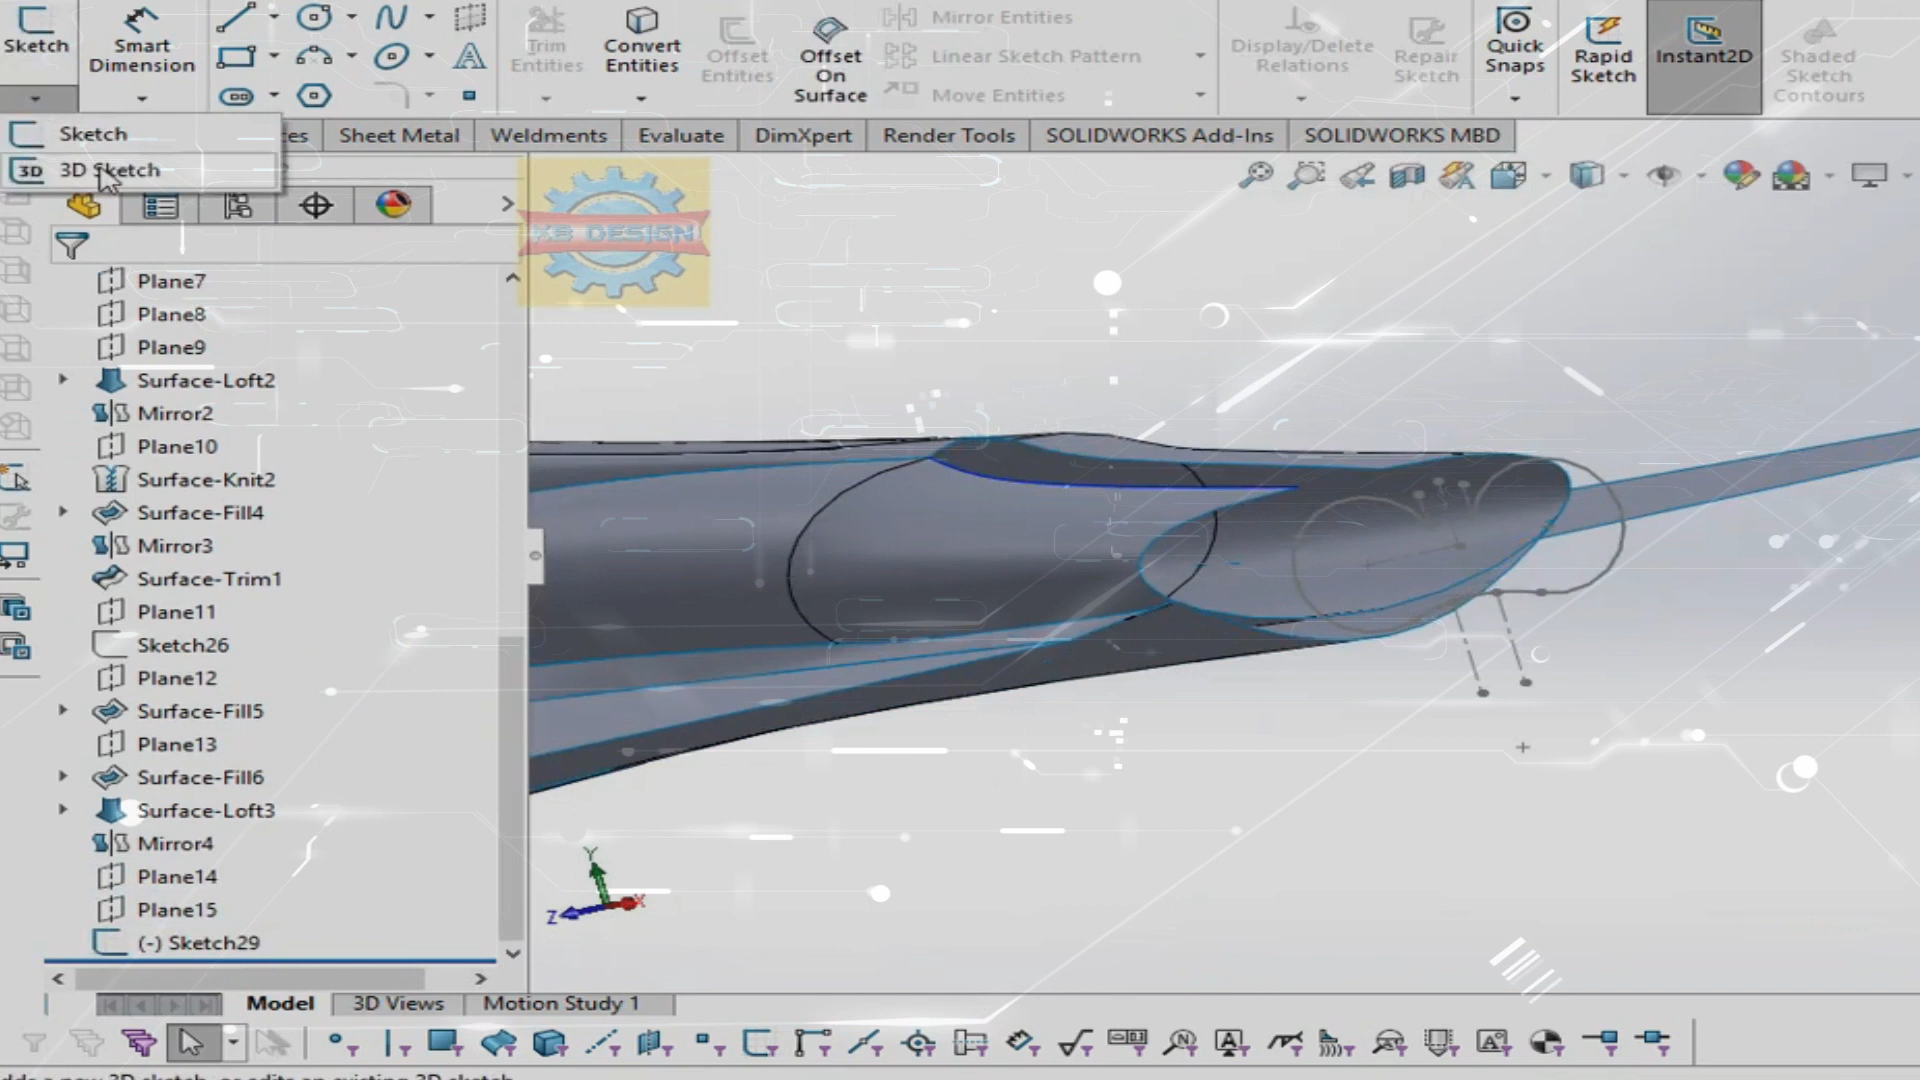 Sketch
Smart Dimension
Trim Entities
Convert Entities
Offset Entities
Offset On Surface
Mirror Entities
Linear Sketch Pattern
Move Entities
Display/Delete Relations
Repair Sketch
Quick Snaps
Rapid Sketch
Instant2D
Shaded Sketch Contours
Sketch
3D
3D Sketch
es
Sheet Metal
Weldments
Evaluate
DimXpert
Render Tools
SOLIDWORKS Add-Ins
SOLIDWORKS MBD
KB DESIGN
Plane7
Plane8
Plane9
Surface-Loft2
Mirror2
Plane10
Surface-Knit2
Surface-Fill4
Mirror3
Surface-Trim1
Plane11
Sketch26
Plane12
Surface-Fill5
Plane13
Surface-Fill6
Surface-Loft3
Mirror4
Plane14
Plane15
(-) Sketch29
Y
Z
X
Model
3D Views
Motion Study 1